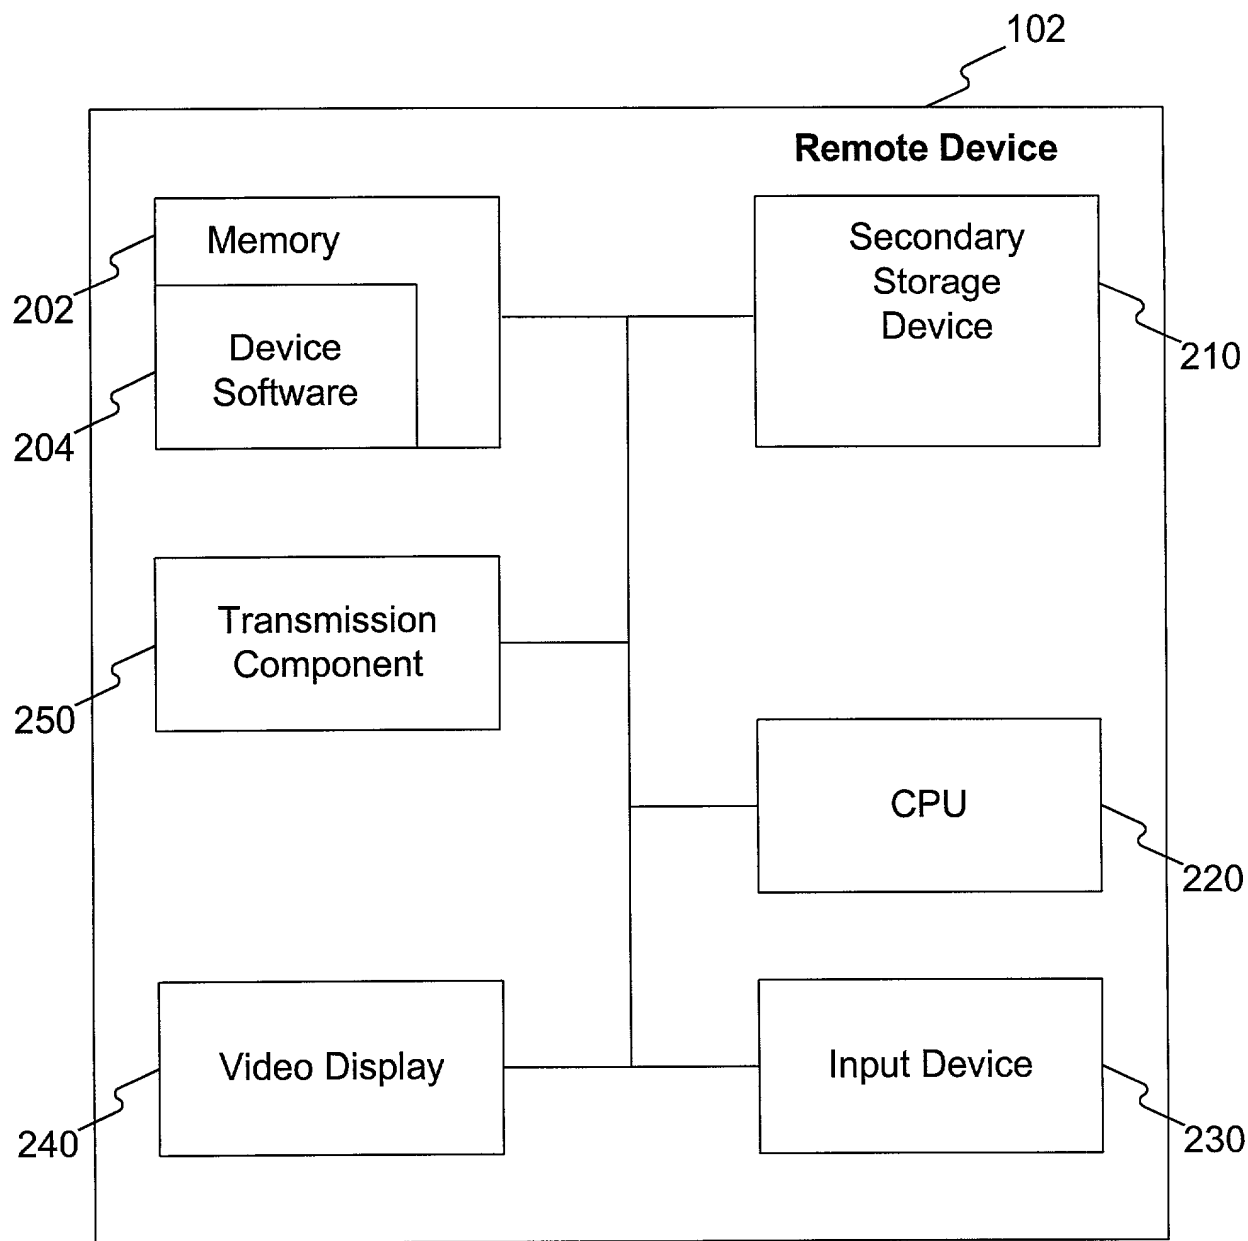 102
Remote Device
Memory
202
Device
Software
204
Secondary
Storage
Device
210
Transmission
Component
250
CPU
220
Video Display
240
Input Device
230